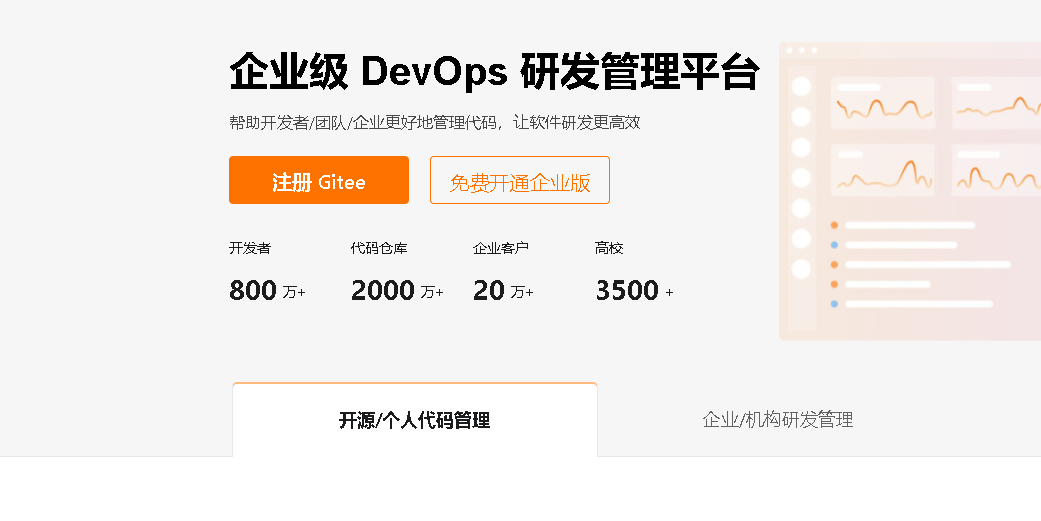 企业级 DevOps 研发管理平台
帮助开发者/团队/企业更好地管理代码，让软件研发更高效
注册 Gitee 免费开通企业版
开发者 代码仓库 企业客户 高校
800 万+ 2000 万+ 20 万+ 3500 +
开源/个人代码管理 企业/机构研发管理